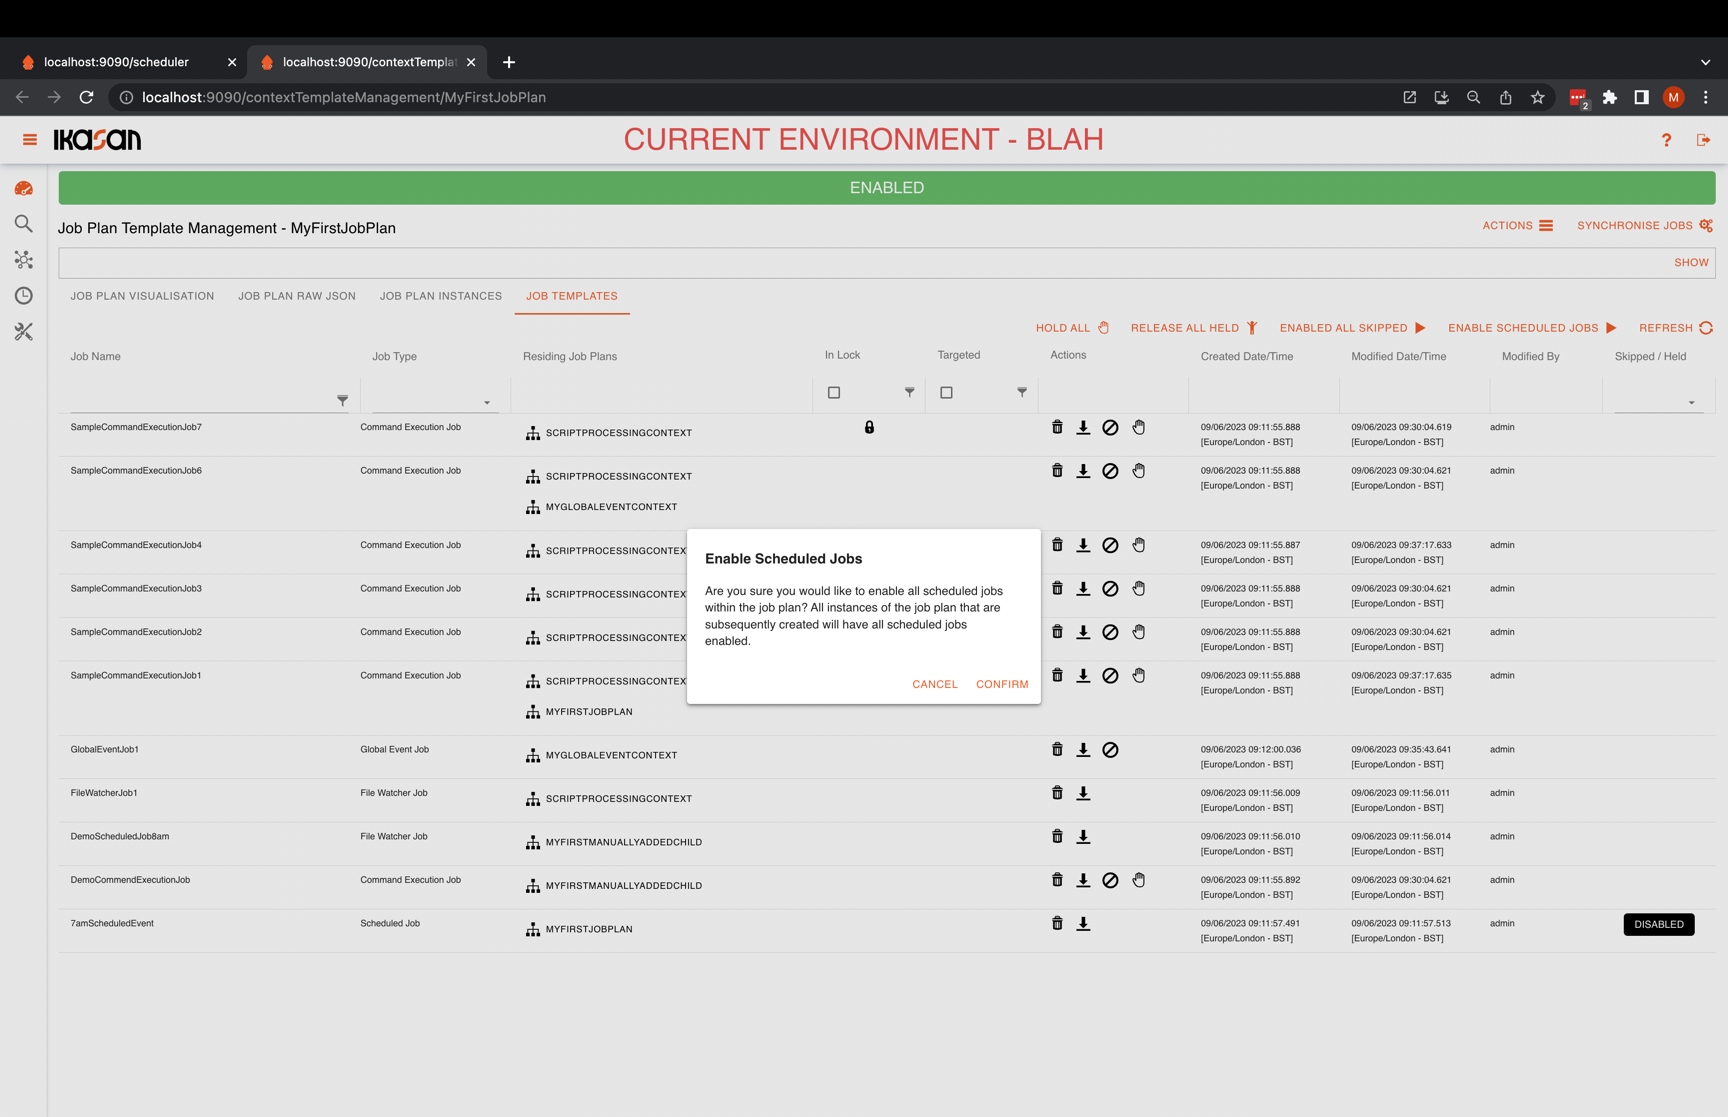 localhost:9090/scheduler
localhost:9090/contextTempla
localhost:9090/contextTemplateManagement/MyFirstJobPlan
2
M
IKASAN
CURRENT ENVIRONMENT - BLAH
?
ENABLED
Job Plan Template Management - MyFirstJobPlan
ACTIONS
SYNCHRONISE JOBS
SHOW
JOB PLAN VISUALISATION JOB PLAN RAW JSON JOB PLAN INSTANCES JOB TEMPLATES
HOLD ALL RELEASE ALL HELD ENABLED ALL SKIPPED ENABLE SCHEDULED JOBS REFRESH
Job Name Job Type Residing Job Plans In Lock Targeted Actions Created Date/Time Modified Date/Time Modified By Skipped / Held
SampleCommandExecutionJob7 Command Execution Job SCRIPTPROCESSINGCONTEXT 09/06/2023 09:11:55.888 09/06/2023 09:30:04.619 admin
[Europe/London - BST] [Europe/London - BST]
SampleCommandExecutionJob6 Command Execution Job SCRIPTPROCESSINGCONTEXT 09/06/2023 09:11:55.888 09/06/2023 09:30:04.621 admin
[Europe/London - BST] [Europe/London - BST]
MYGLOBALEVENTCONTEXT
SampleCommandExecutionJob4 Command Execution Job SCRIPTPROCESSINGCONTEX 09/06/2023 09:11:55.887 09/06/2023 09:37:17.633 admin
[Europe/London - BST] [Europe/London - BST]
SampleCommandExecutionJob3 Command Execution Job SCRIPTPROCESSINGCONTEX 09/06/2023 09:11:55.888 09/06/2023 09:30:04.621 admin
[Europe/London - BST] [Europe/London - BST]
SampleCommandExecutionJob2 Command Execution Job SCRIPTPROCESSINGCONTEX 09/06/2023 09:11:55.888 09/06/2023 09:30:04.621 admin
[Europe/London - BST] [Europe/London - BST]
SampleCommandExecutionJob1 Command Execution Job SCRIPTPROCESSINGCONTEX 09/06/2023 09:11:55.888 09/06/2023 09:37:17.635 admin
[Europe/London - BST] [Europe/London - BST]
MYFIRSTJOBPLAN
GlobalEventJob1 Global Event Job MYGLOBALEVENTCONTEXT 09/06/2023 09:12:00.036 09/06/2023 09:35:43.641 admin
[Europe/London - BST] [Europe/London - BST]
FileWatcherJob1 File Watcher Job SCRIPTPROCESSINGCONTEXT 09/06/2023 09:11:56.009 09/06/2023 09:11:56.011 admin
[Europe/London - BST] [Europe/London - BST]
DemoScheduledJob8am File Watcher Job MYFIRSTMANUALLYADDEDCHILD 09/06/2023 09:11:56.010 09/06/2023 09:11:56.014 admin
[Europe/London - BST] [Europe/London - BST]
DemoCommendExecutionJob Command Execution Job MYFIRSTMANUALLYADDEDCHILD 09/06/2023 09:11:55.892 09/06/2023 09:30:04.621 admin
[Europe/London - BST] [Europe/London - BST]
7amScheduledEvent Scheduled Job MYFIRSTJOBPLAN 09/06/2023 09:11:57.491 09/06/2023 09:11:57.513 admin DISABLED
[Europe/London - BST] [Europe/London - BST]
Enable Scheduled Jobs
Are you sure you would like to enable all scheduled jobs
within the job plan? All instances of the job plan that are
subsequently created will have all scheduled jobs
enabled.
CANCEL CONFIRM